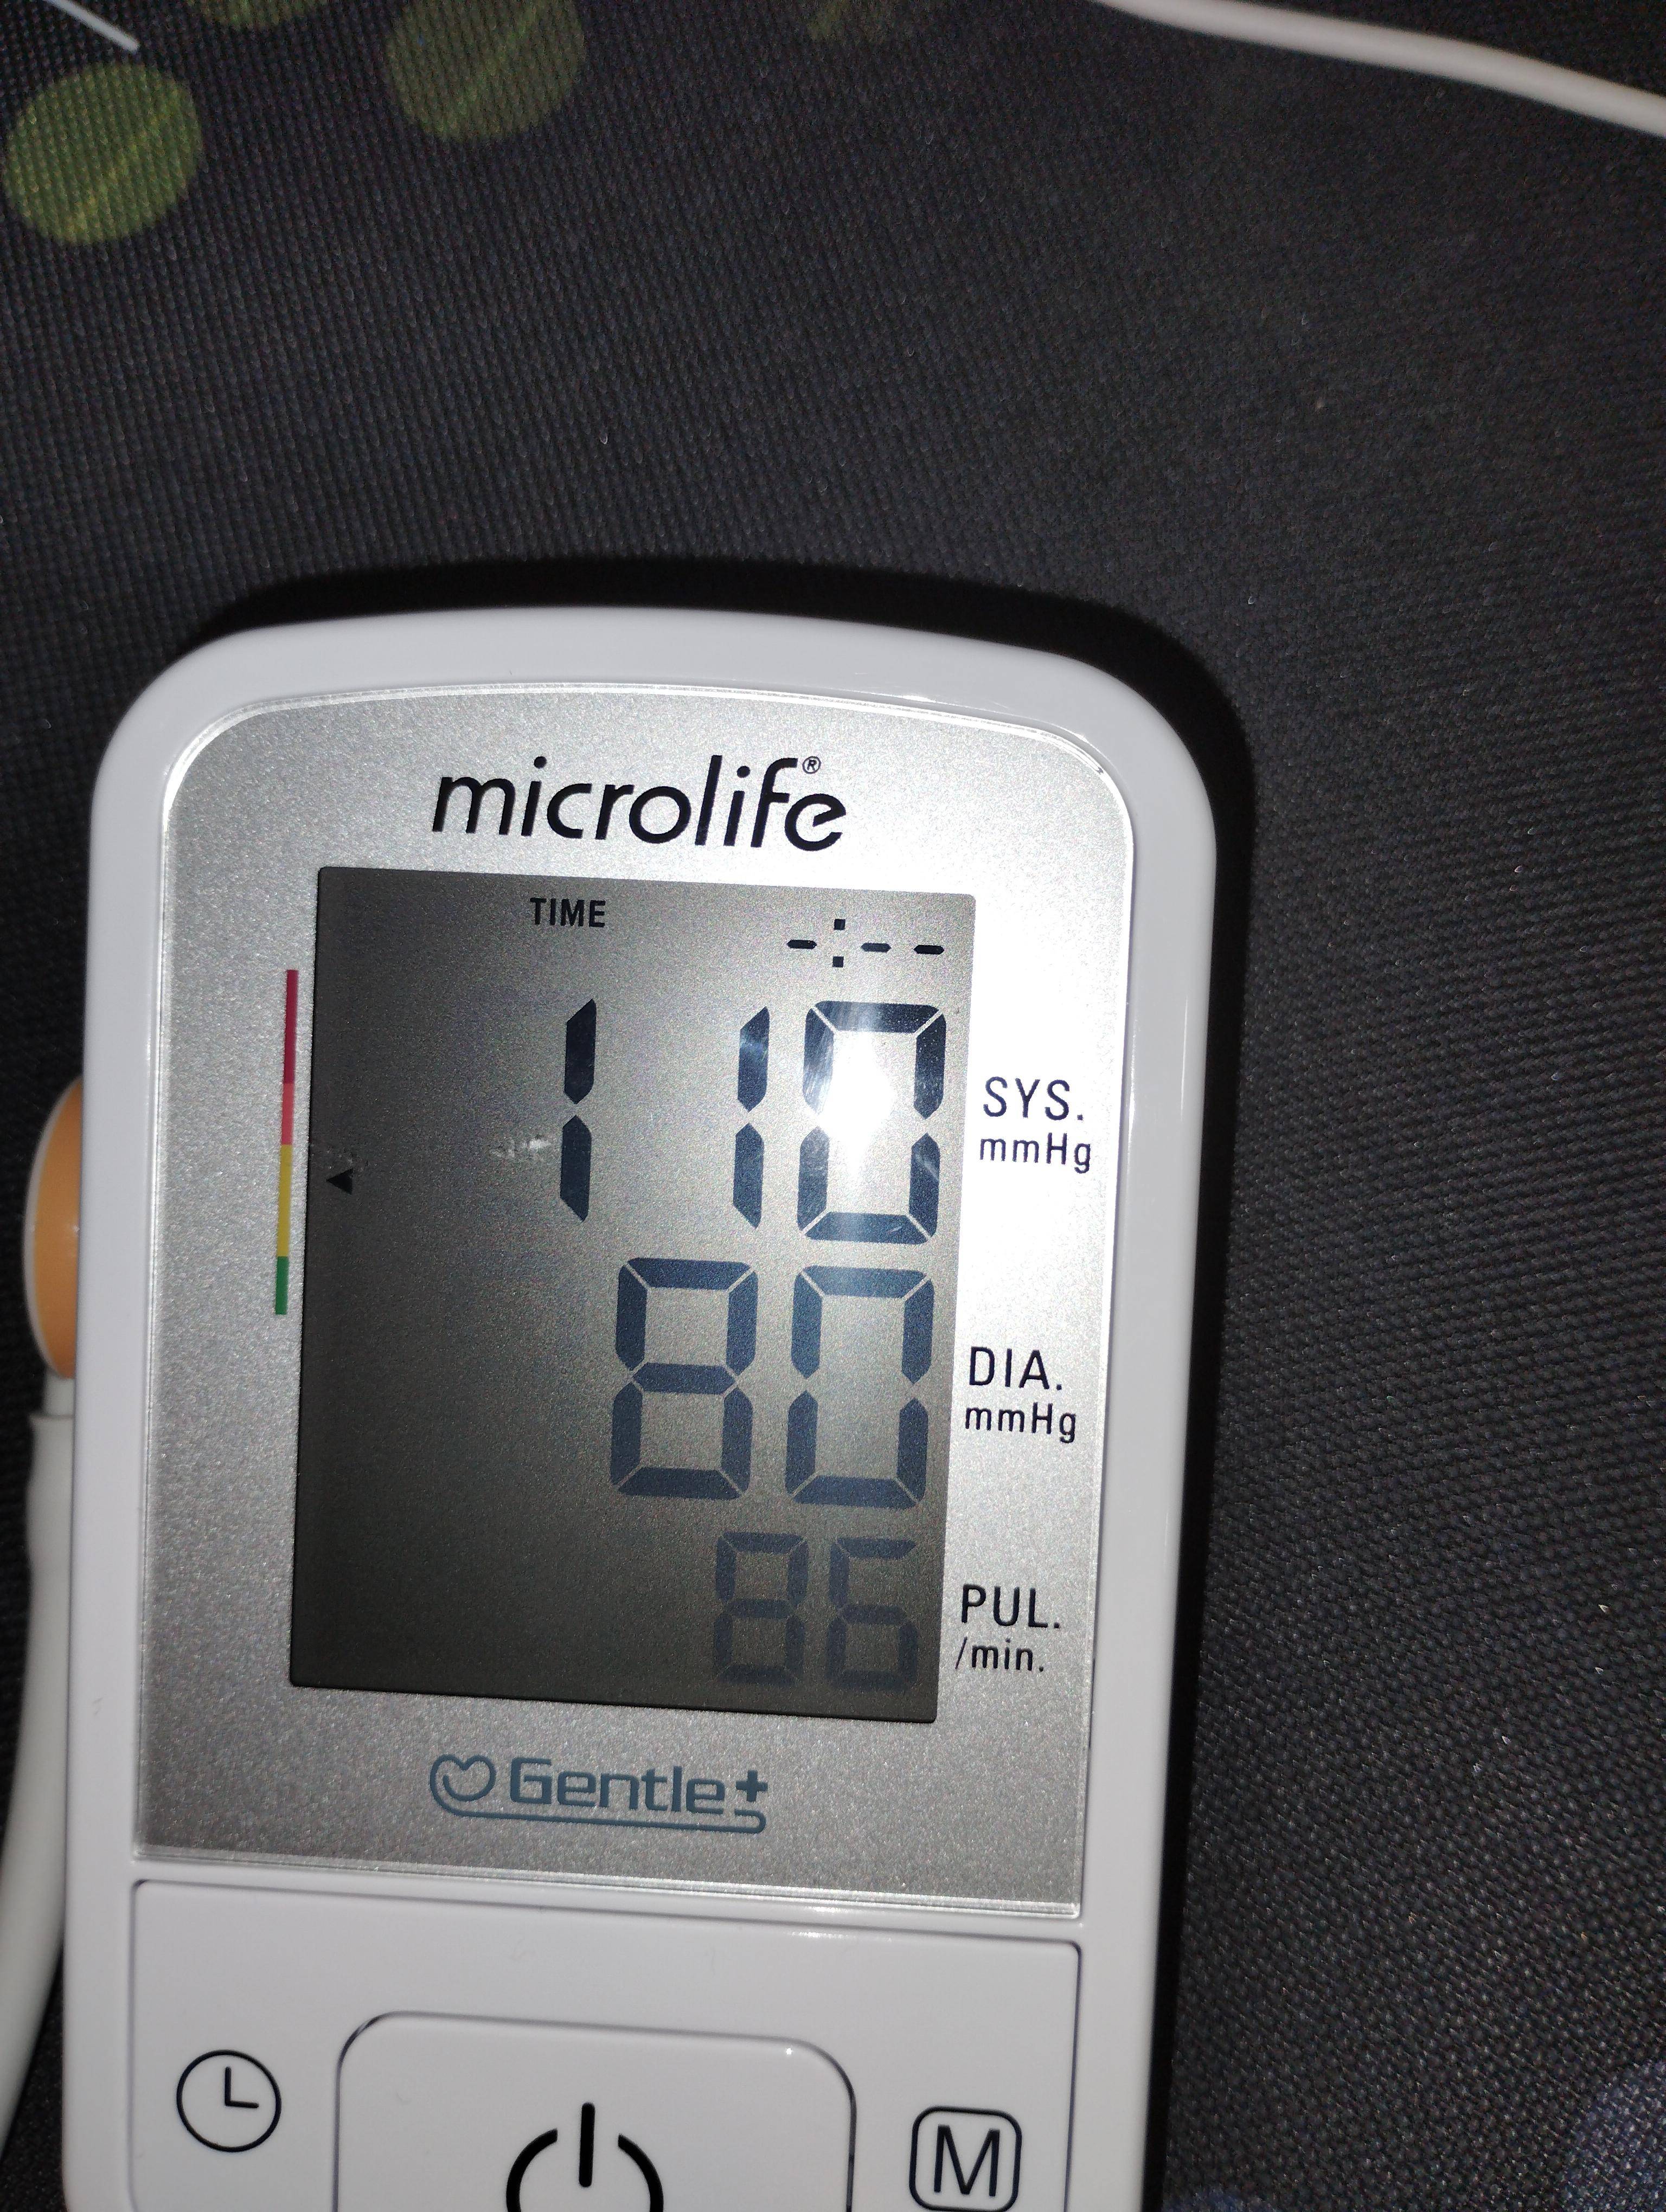 microlife®
TIME -:--
110 SYS. mmHg
80 DIA. mmHg
86 PUL. /min.
Gentle+
M